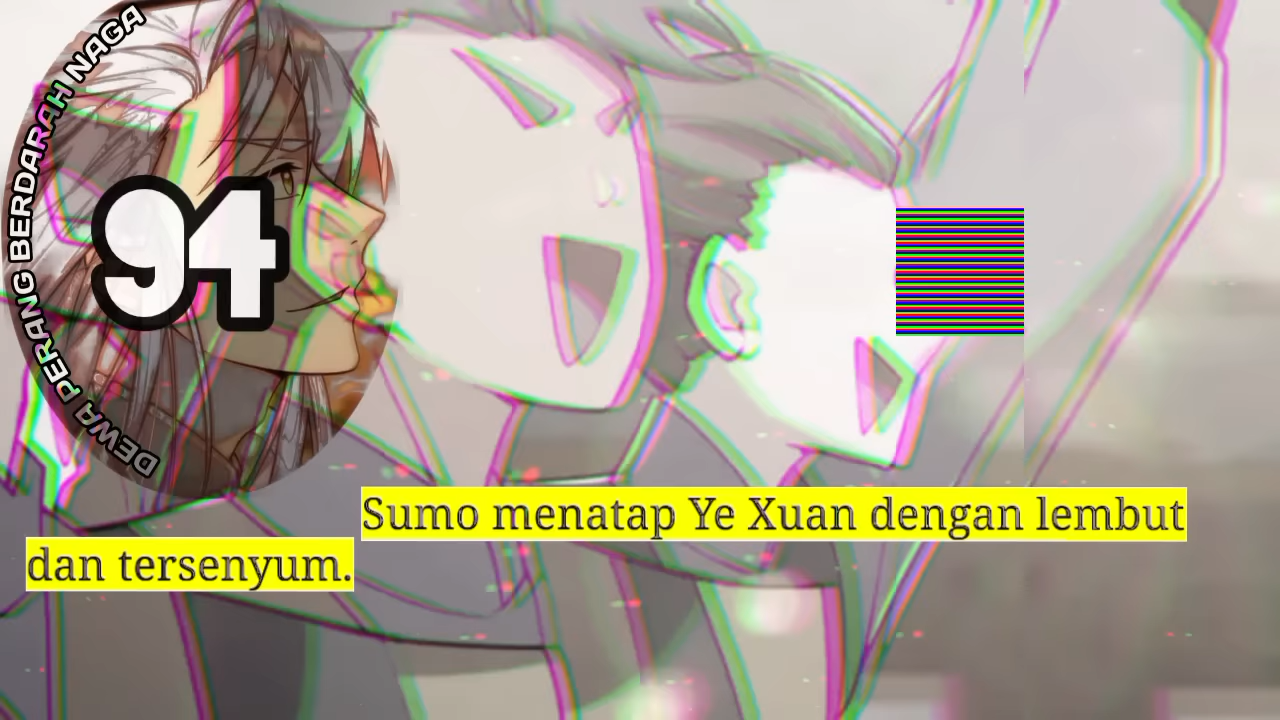 DEWA PERANG BERDARAH NAGA
94
Sumo menatap Ye Xuan dengan lembut
dan tersenyum.